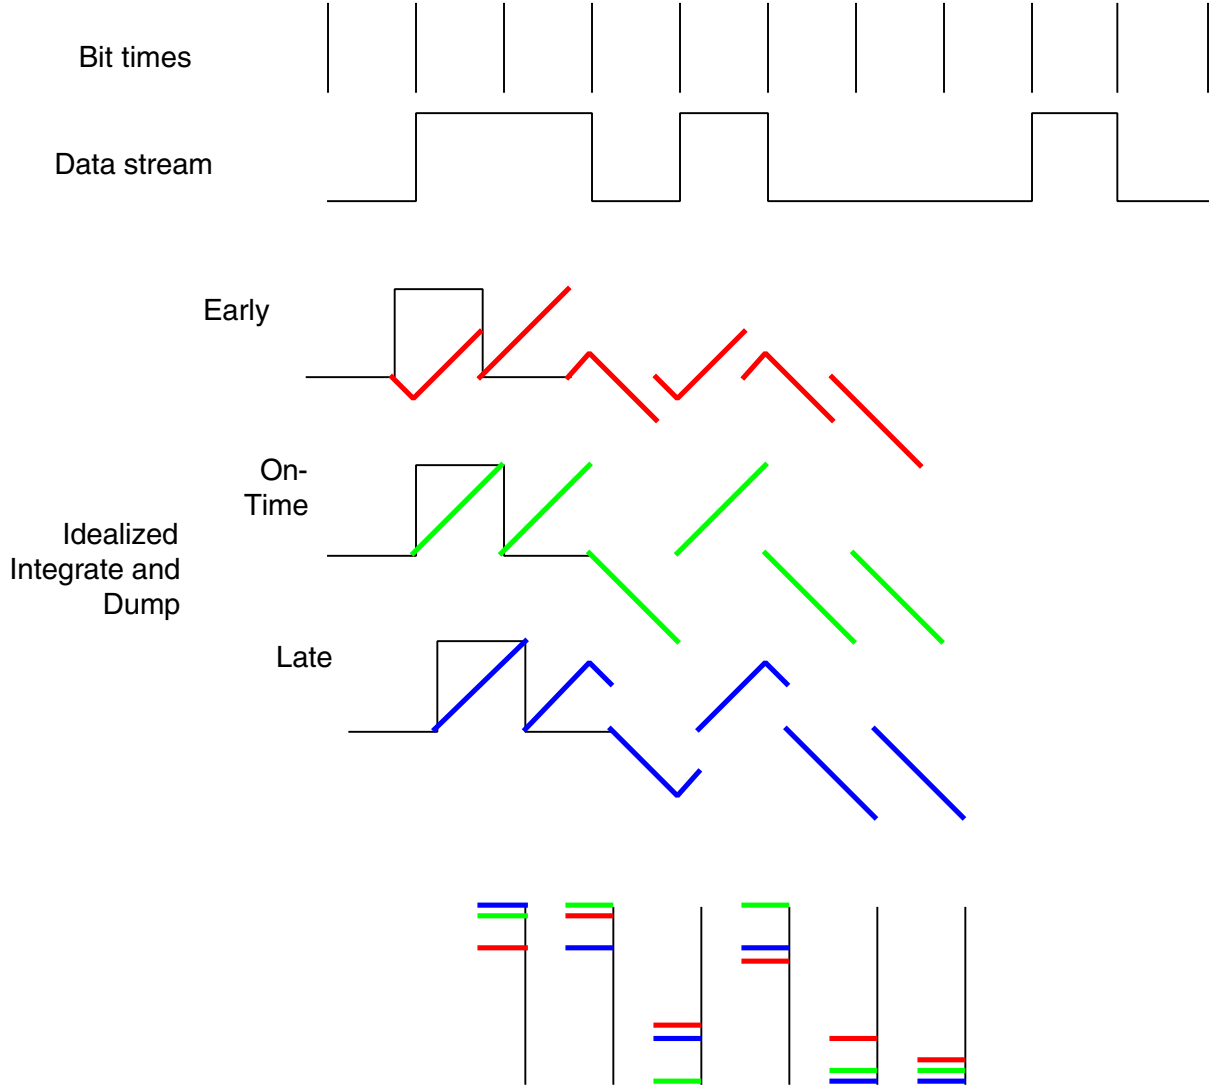 Bit times
Data stream
Early
On-
Time
Idealized
Integrate and
Dump
Late